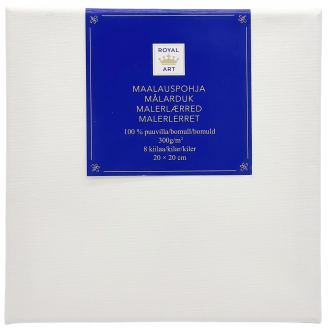 ROYAL
ART
MAALAUSPOHJA
MÅLARDUK
MALERLÆRRED
MALERLERRET
100 % puuvilla/bomull/bomuld
300g/m²
8 kiilaa/kilar/kiler
20 × 20 cm